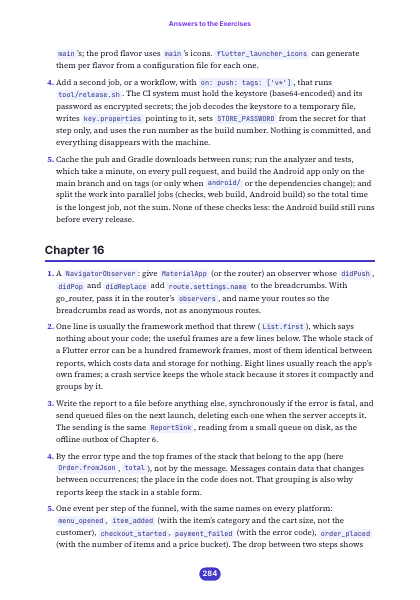 Answers to the Exercises
main 's; the prod flavor uses main 's icons. flutter_launcher_icons can generate
them per flavor from a configuration file for each one.
4. Add a second job, or a workflow, with on: push: tags: ['v*'] , that runs
tool/release.sh . The CI system must hold the keystore (base64-encoded) and its
password as encrypted secrets; the job decodes the keystore to a temporary file,
writes key.properties pointing to it, sets STORE_PASSWORD from the secret for that
step only, and uses the run number as the build number. Nothing is committed, and
everything disappears with the machine.
5. Cache the pub and Gradle downloads between runs; run the analyzer and tests,
which take a minute, on every pull request, and build the Android app only on the
main branch and on tags (or only when android/ or the dependencies change); and
split the work into parallel jobs (checks, web build, Android build) so the total time
is the longest job, not the sum. None of these checks less: the Android build still runs
before every release.
Chapter 16
1. A NavigatorObserver : give MaterialApp (or the router) an observer whose didPush ,
didPop and didReplace add route.settings.name to the breadcrumbs. With
go_router, pass it in the router's observers , and name your routes so the
breadcrumbs read as words, not as anonymous routes.
2. One line is usually the framework method that threw ( List.first ), which says
nothing about your code; the useful frames are a few lines below. The whole stack of
a Flutter error can be a hundred framework frames, most of them identical between
reports, which costs data and storage for nothing. Eight lines usually reach the app's
own frames; a crash service keeps the whole stack because it stores it compactly and
groups by it.
3. Write the report to a file before anything else, synchronously if the error is fatal, and
send queued files on the next launch, deleting each one when the server accepts it.
The sending is the same ReportSink , reading from a small queue on disk, as the
offline outbox of Chapter 6.
4. By the error type and the top frames of the stack that belong to the app (here
Order.fromJson , total ), not by the message. Messages contain data that changes
between occurrences; the place in the code does not. That grouping is also why
reports keep the stack in a stable form.
5. One event per step of the funnel, with the same names on every platform:
menu_opened , item_added (with the item's category and the cart size, not the
customer), checkout_started , payment_failed (with the error code), order_placed
(with the number of items and a price bucket). The drop between two steps shows
284